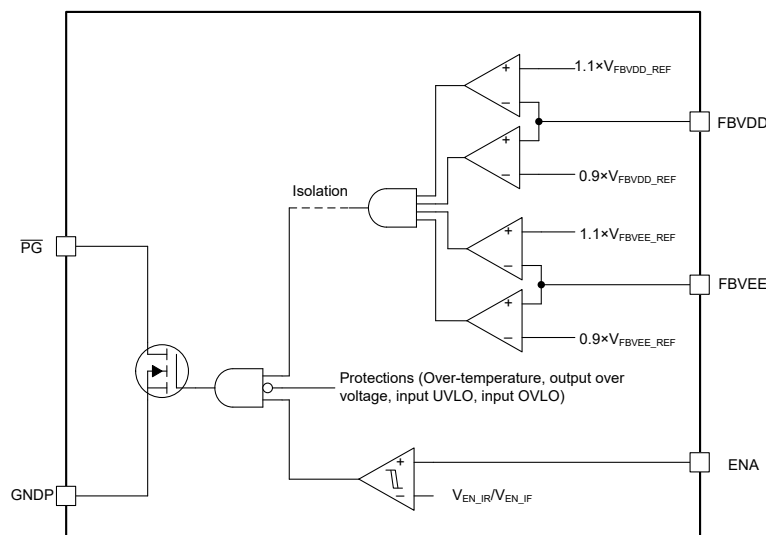 1.1×VFBVDD_REF
+
−
FBVDD
+
−
0.9×VFBVDD_REF
Isolation
1.1×VFBVEE_REF
+
−
PG
FBVEE
+
−
0.9×VFBVEE_REF
Protections (Over-temperature, output over
voltage, input UVLO, input OVLO)
+
ENA
GNDP
−
VEN_IR/VEN_IF